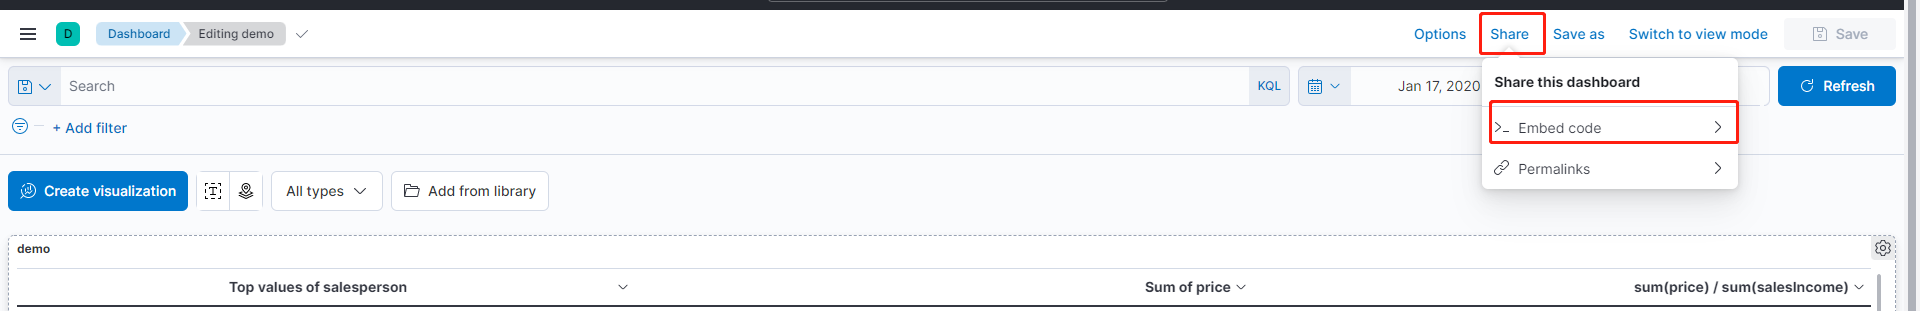 D Dashboard Editing demo Options Share Save as Switch to view mode Save
Search KQL Jan 17, 2020 Refresh
Share this dashboard
Embed code
Permalinks
+ Add filter
Create visualization All types Add from library
demo
Top values of salesperson Sum of price sum(price) / sum(salesIncome)